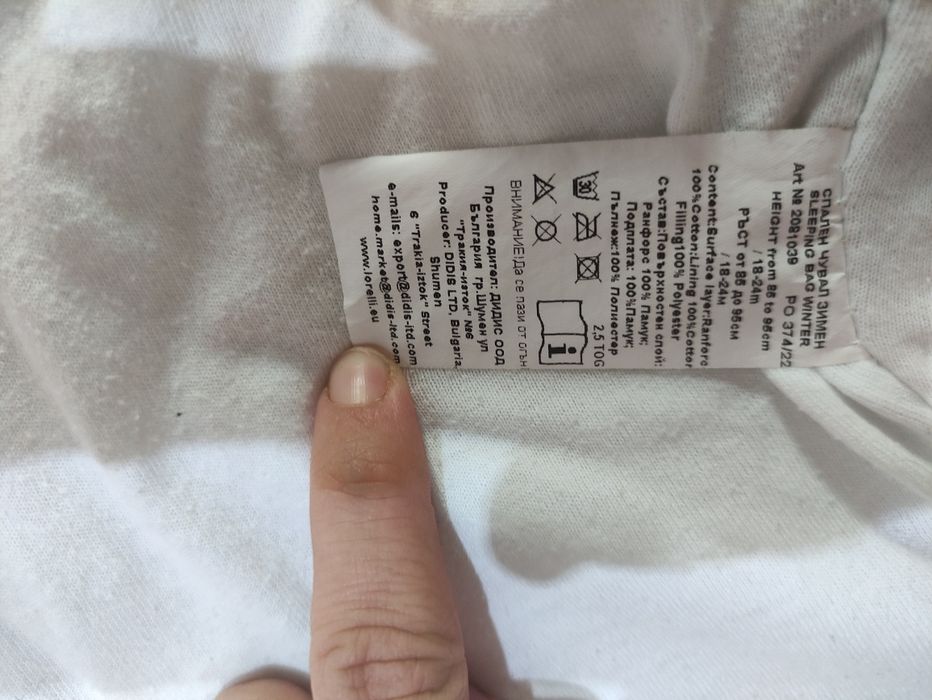 СПАЛЕН ЧУВАЛ ЗИМЕН
SLEEPING BAG WINTER
Art № 2081039 PO 374/22
HEIGHT from 86 to 96cm
/ 18-24m
РЪСТ от 86 до 96см
/ 18-24м
Content:Surface layer:Ranforc
100%Cotton:Lining 100%Cotton
Filling100% Polyester
Състав:Повърхностен слой:
Ранфорс 100% Памук;
Подплата: 100%Памук;
Пълнеж:100% Полиестер
2,5 TOG
30
i
ВНИМАНИЕ!Да се пази от огън
Производител: ДИДИС ООД
България гр.Шумен ул
"Тракия-изток" №6
Producer: DIDIS LTD, Bulgaria,
Shumen
6 "Trakia-iztok" Street
e-mails: export@didis-ltd.com
home.market@didis-ltd.com
www.lorelli.eu